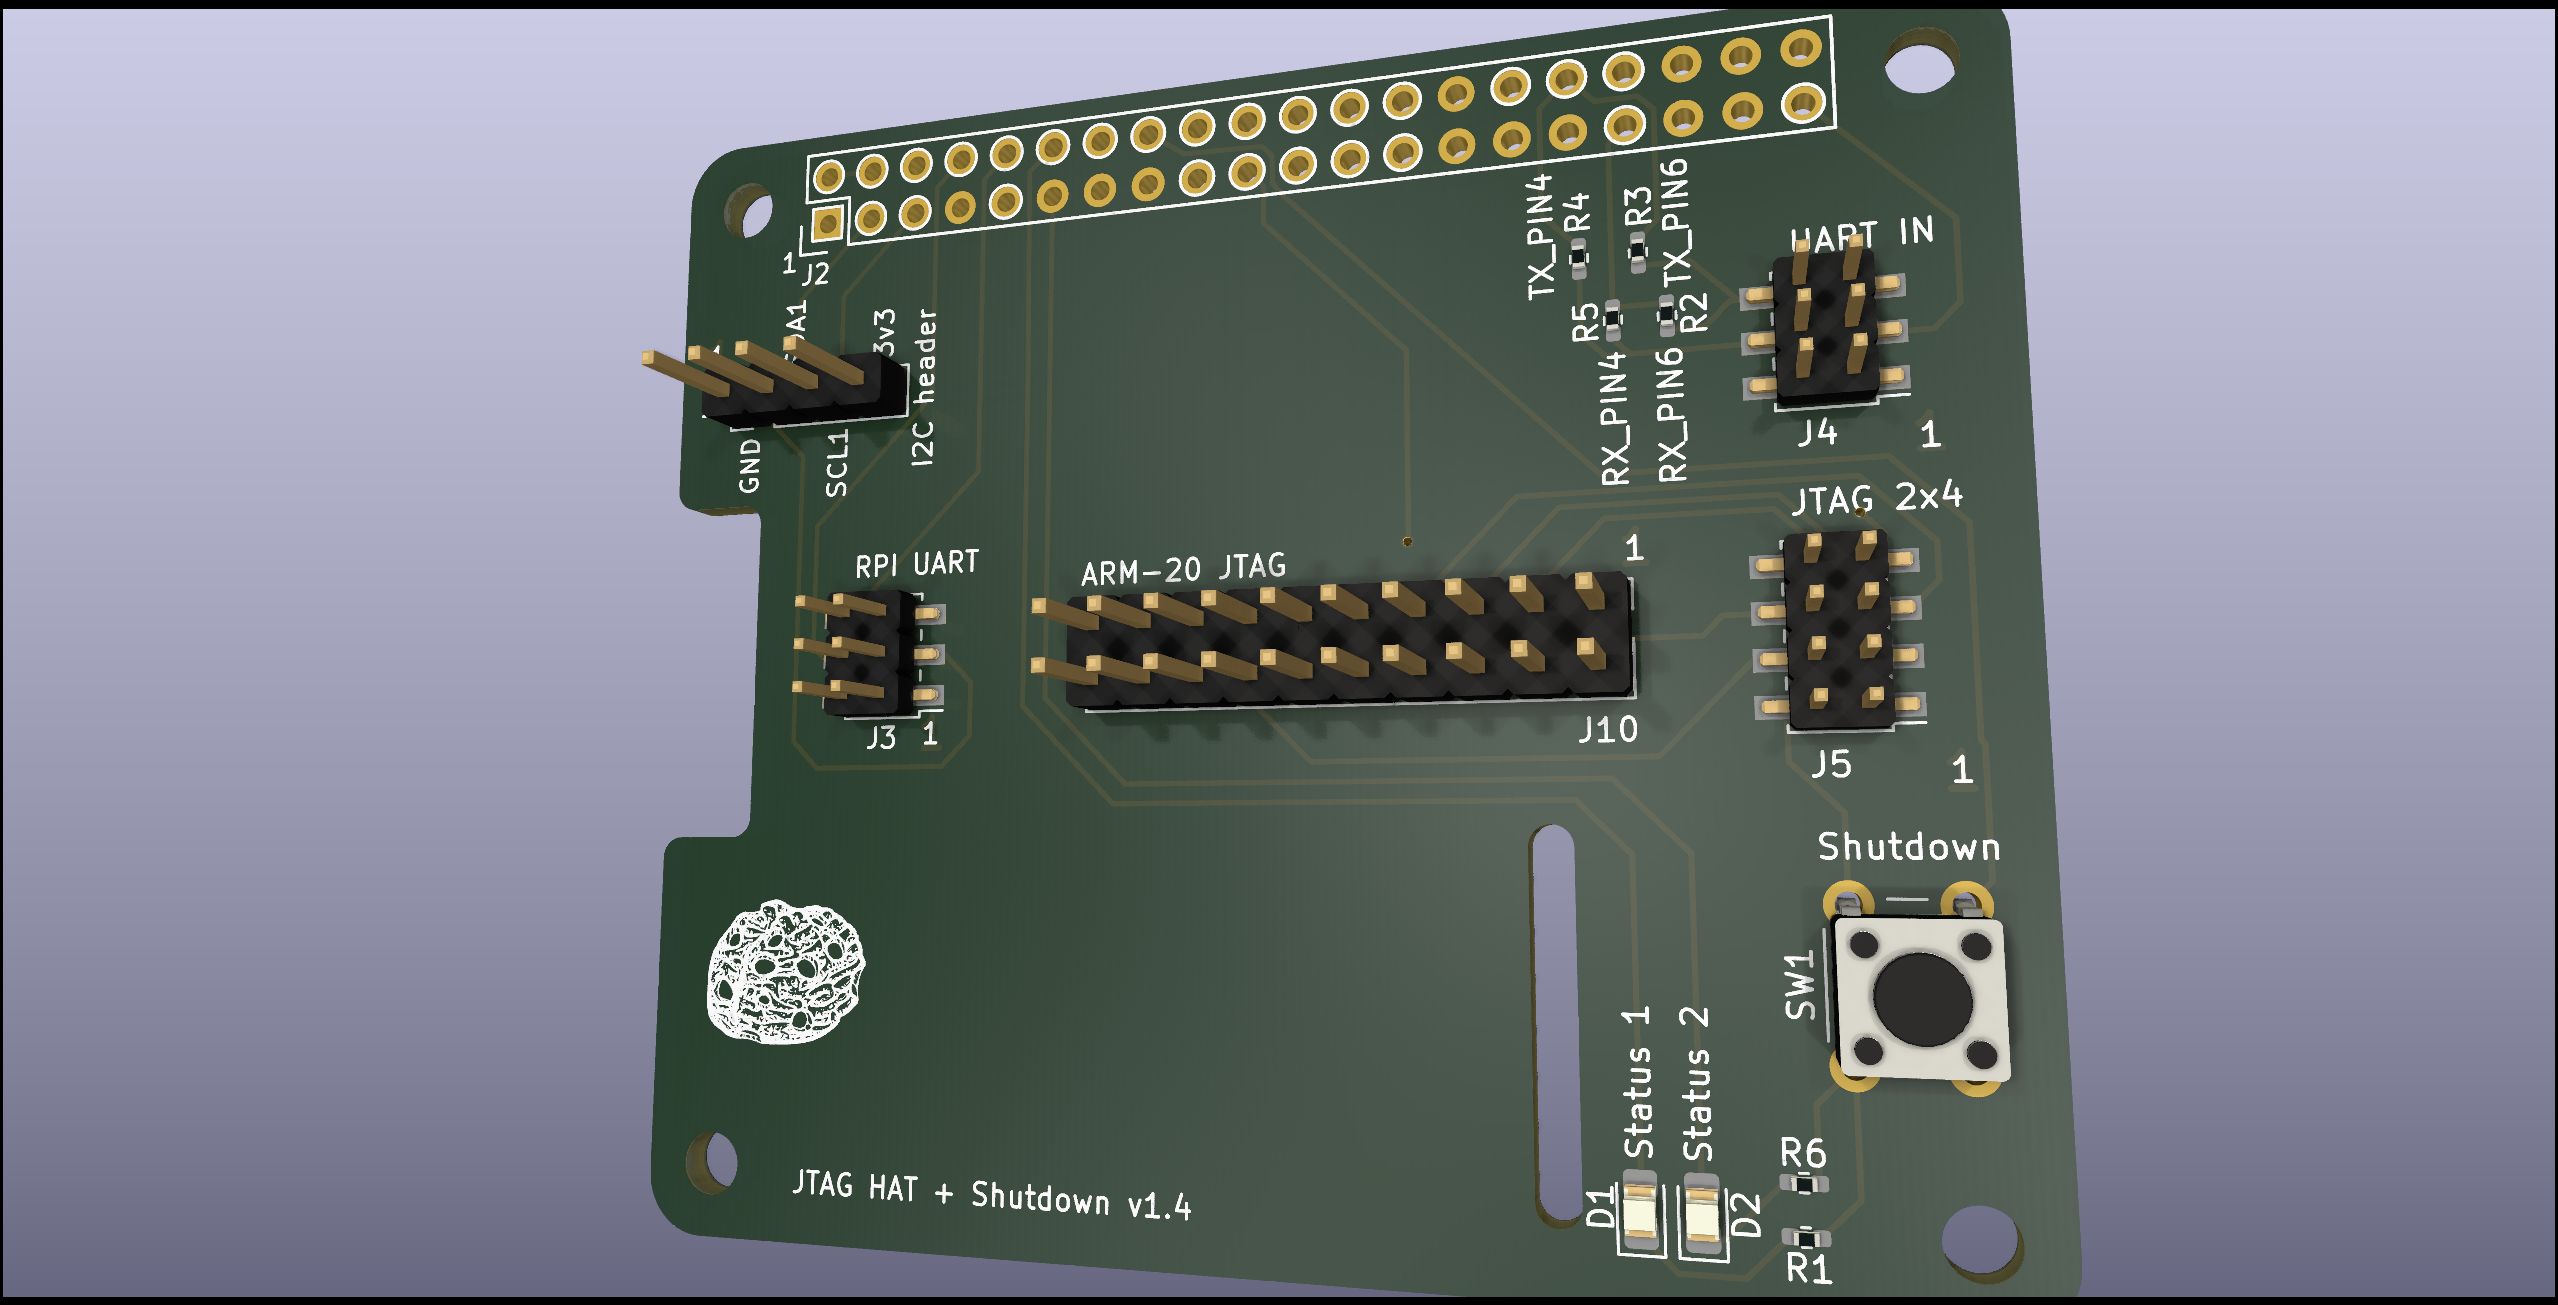 UART IN
TX_PIN4
R4
R3
TX_PIN6
1
J2
3v3
I2C header
R5
R2
RX_PIN4
RX_PIN6
GND
SCL1
J4
1
JTAG 2x4
RPI UART
ARM-20 JTAG
1
J3
1
J10
J5
1
Shutdown
SW1
Status 1
Status 2
R6
D1
D2
R1
JTAG HAT + Shutdown v1.4